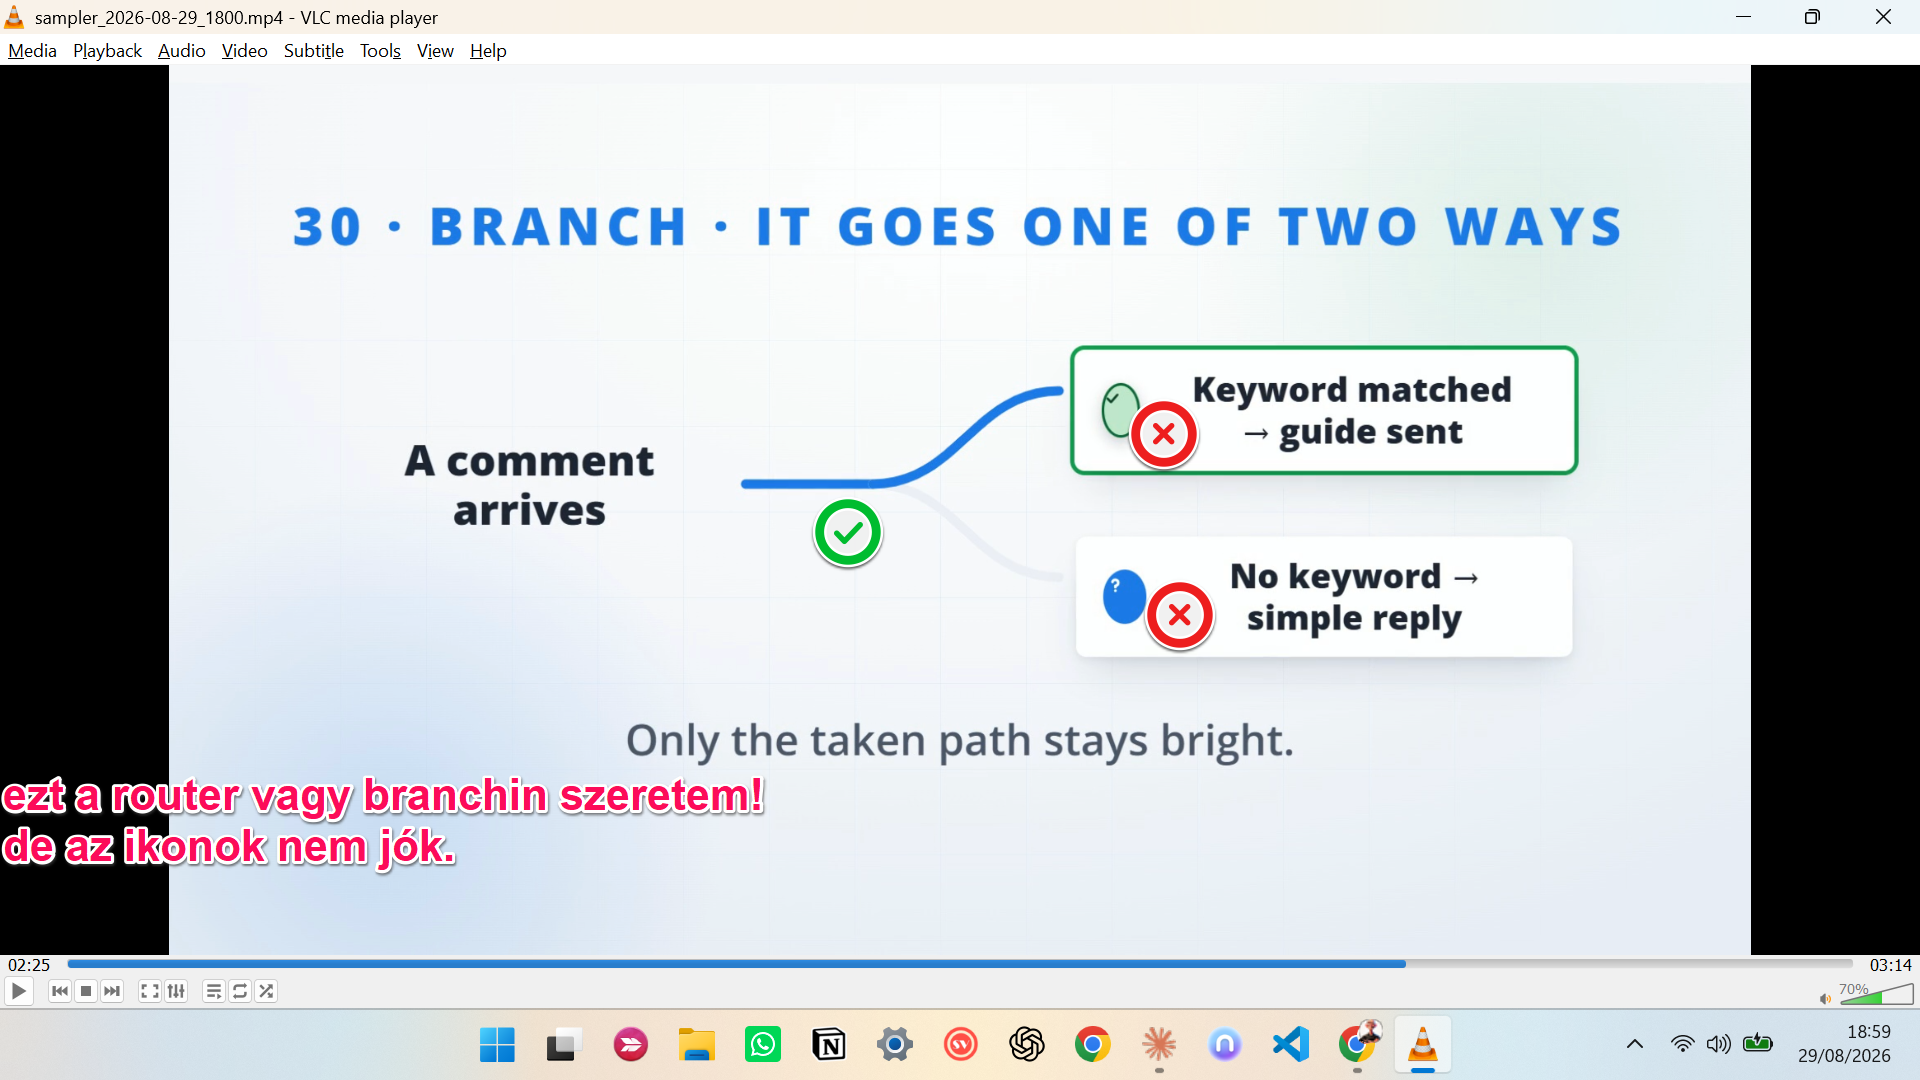 sampler_2026-08-29_1800.mp4 - VLC media player
Media Playback Audio Video Subtitle Tools View Help
30 · BRANCH · IT GOES ONE OF TWO WAYS
A comment
arrives
Keyword matched
→ guide sent
?
No keyword →
simple reply
Only the taken path stays bright.
ezt a router vagy branchin szeretem!
de az ikonok nem jók.
02:25
03:14
70%
18:59
29/08/2026